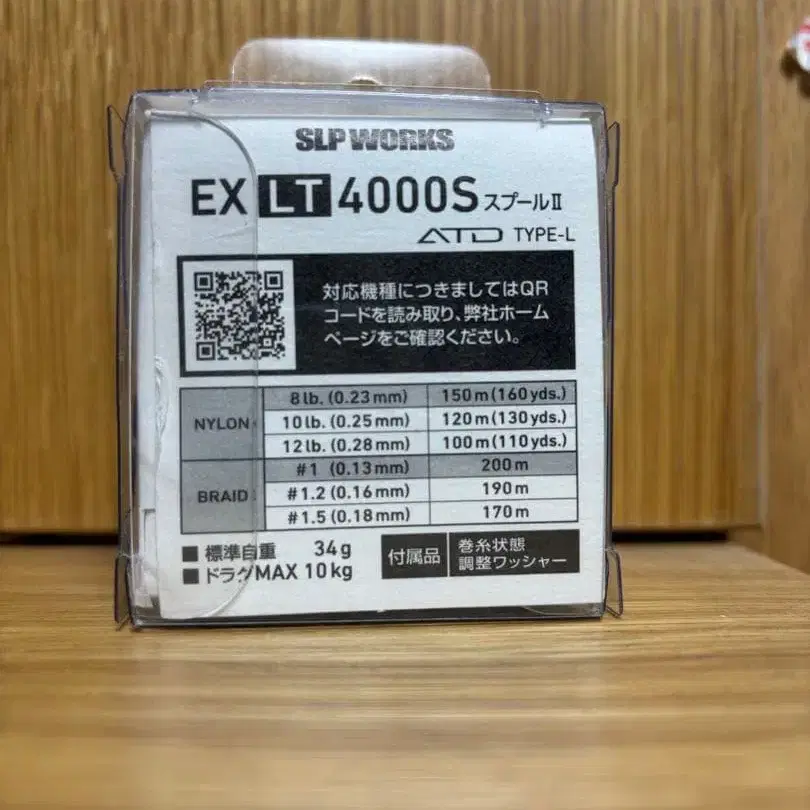 SLP WORKS
EX LT 4000S スプールⅡ
ATD TYPE-L
対応機種につきましてはQR
コードを読み取り、弊社ホーム
ページをご確認ください。
NYLON 8 lb. (0.23 mm) 150 m (160 yds.)
10 lb. (0.25 mm) 120 m (130 yds.)
12 lb. (0.28 mm) 100 m (110 yds.)
BRAID #1 (0.13 mm) 200 m
#1.2 (0.16 mm) 190 m
#1.5 (0.18 mm) 170 m
■ 標準自重 34 g
■ ドラグMAX 10 kg
付属品 巻糸状態
調整ワッシャー